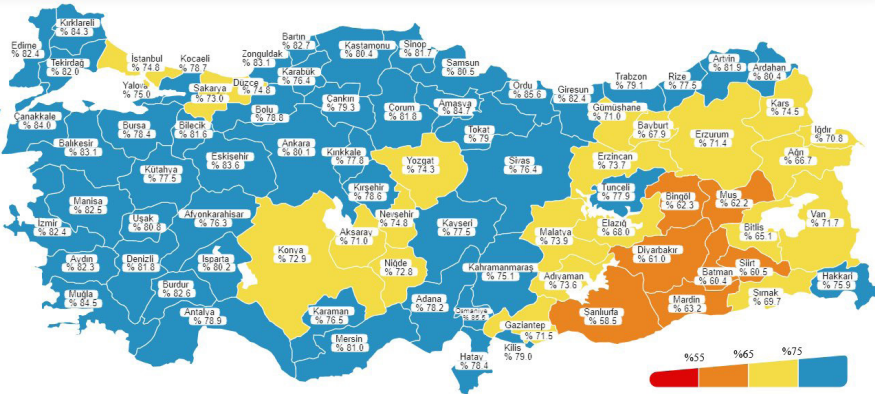 Kırklareli
% 84.3
Edirne
% 82.4
Tekirdağ
% 82.0
İstanbul
% 74.8
Kocaeli
% 78.7
Yalova
% 75.0
Sakarya
% 73.0
Düzce
% 74.8
Zonguldak
% 83.1
Bartın
% 82.7
Karabük
% 76.4
Kastamonu
% 80.4
Sinop
% 81.7
Samsun
% 80.5
Bolu
% 78.8
Çankırı
% 79.3
Çorum
% 81.8
Amasya
% 84.7
Ordu
% 85.6
Giresun
% 82.4
Trabzon
% 79.1
Rize
% 77.5
Artvin
% 81.9
Ardahan
% 80.4
Kars
% 74.5
Iğdır
% 70.8
Ağrı
% 66.7
Erzurum
% 71.4
Bayburt
% 67.9
Gümüşhane
% 71.0
Erzincan
% 73.7
Tokat
% 79
Sivas
% 76.4
Yozgat
% 74.3
Kırıkkale
% 77.8
Ankara
% 80.1
Eskişehir
% 83.6
Bilecik
% 81.6
Bursa
% 78.4
Çanakkale
% 84.0
Balıkesir
% 83.1
Kütahya
% 77.5
Manisa
% 82.5
İzmir
% 82.4
Uşak
% 80.8
Afyonkarahisar
% 76.3
Aydın
% 82.3
Denizli
% 81.8
Isparta
% 80.2
Burdur
% 82.6
Muğla
% 84.5
Antalya
% 78.9
Konya
% 72.9
Karaman
% 76.5
Mersin
% 81.0
Aksaray
% 71.0
Kırşehir
% 78.6
Nevşehir
% 74.8
Niğde
% 72.8
Kayseri
% 77.5
Adana
% 78.2
Osmaniye
% 85.5
Hatay
% 78.4
Kahramanmaraş
% 75.1
Gaziantep
% 71.5
Kilis
% 79.0
Malatya
% 73.9
Adıyaman
% 73.6
Şanlıurfa
% 58.5
Elazığ
% 68.0
Tunceli
% 77.9
Bingöl
% 62.3
Muş
% 62.2
Diyarbakır
% 61.0
Batman
% 60.4
Siirt
% 60.5
Mardin
% 63.2
Şırnak
% 69.7
Bitlis
% 65.1
Van
% 71.7
Hakkari
% 75.9
%55 %65 %75